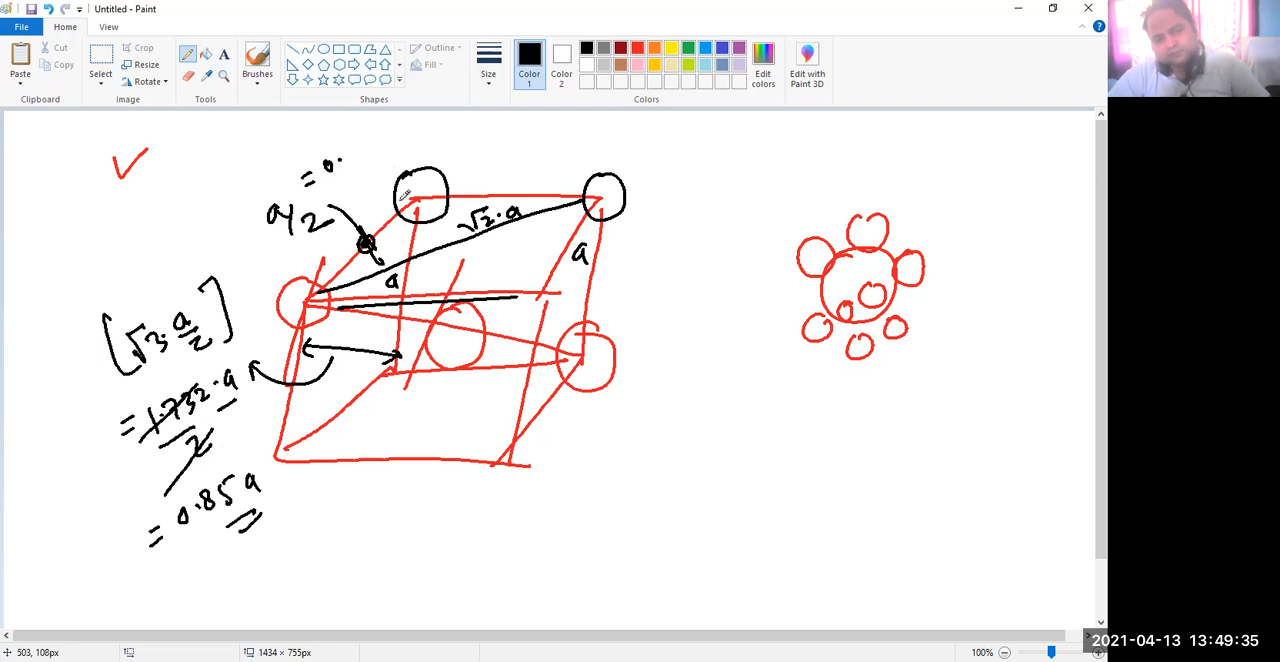 Untitled - Paint
File Home View
Paste
Cut
Copy
Clipboard
Select
Crop
Resize
Rotate
Image
Tools
Brushes
Shapes
Outline
Fill
Size
Color 1
Color 2
Colors
Edit colors
Edit with Paint 3D
= 0.
a/2
√2·a
a
a
[√3·a/2]
= 1.732·a/2
= 0.85a
503, 108px
1434 × 755px
100%
2021-04-13 13:49:35